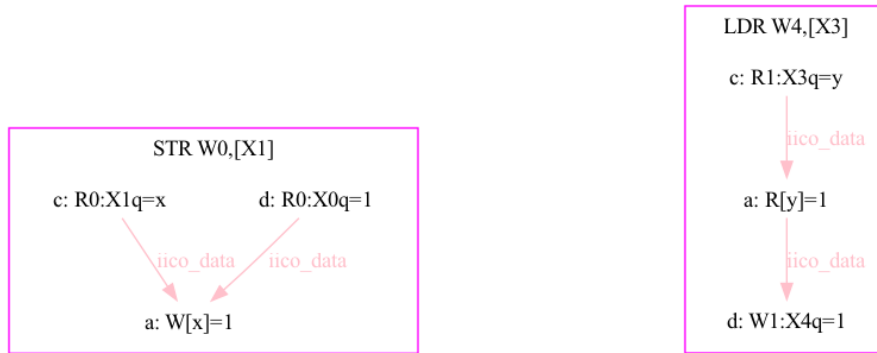 STR W0,[X1]
c: R0:X1q=x
d: R0:X0q=1
iico_data
iico_data
a: W[x]=1
LDR W4,[X3]
c: R1:X3q=y
iico_data
a: R[y]=1
iico_data
d: W1:X4q=1